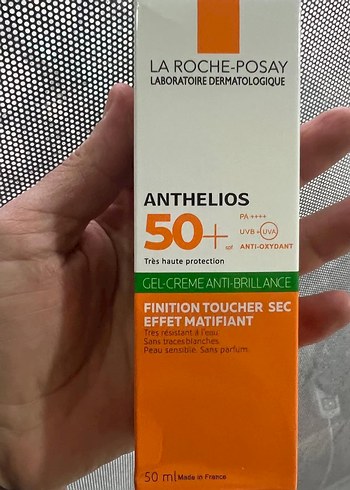 LA ROCHE-POSAY
LABORATOIRE DERMATOLOGIQUE
ANTHELIOS
50+ SPF
PA ++++
UVB + UVA
ANTI-OXYDANT
Très haute protection
GEL-CREME ANTI-BRILLANCE
FINITION TOUCHER SEC
EFFET MATIFIANT
Très résistant à l'eau.
Sans traces blanches.
Peau sensible. Sans parfum.
50 ml Made in France